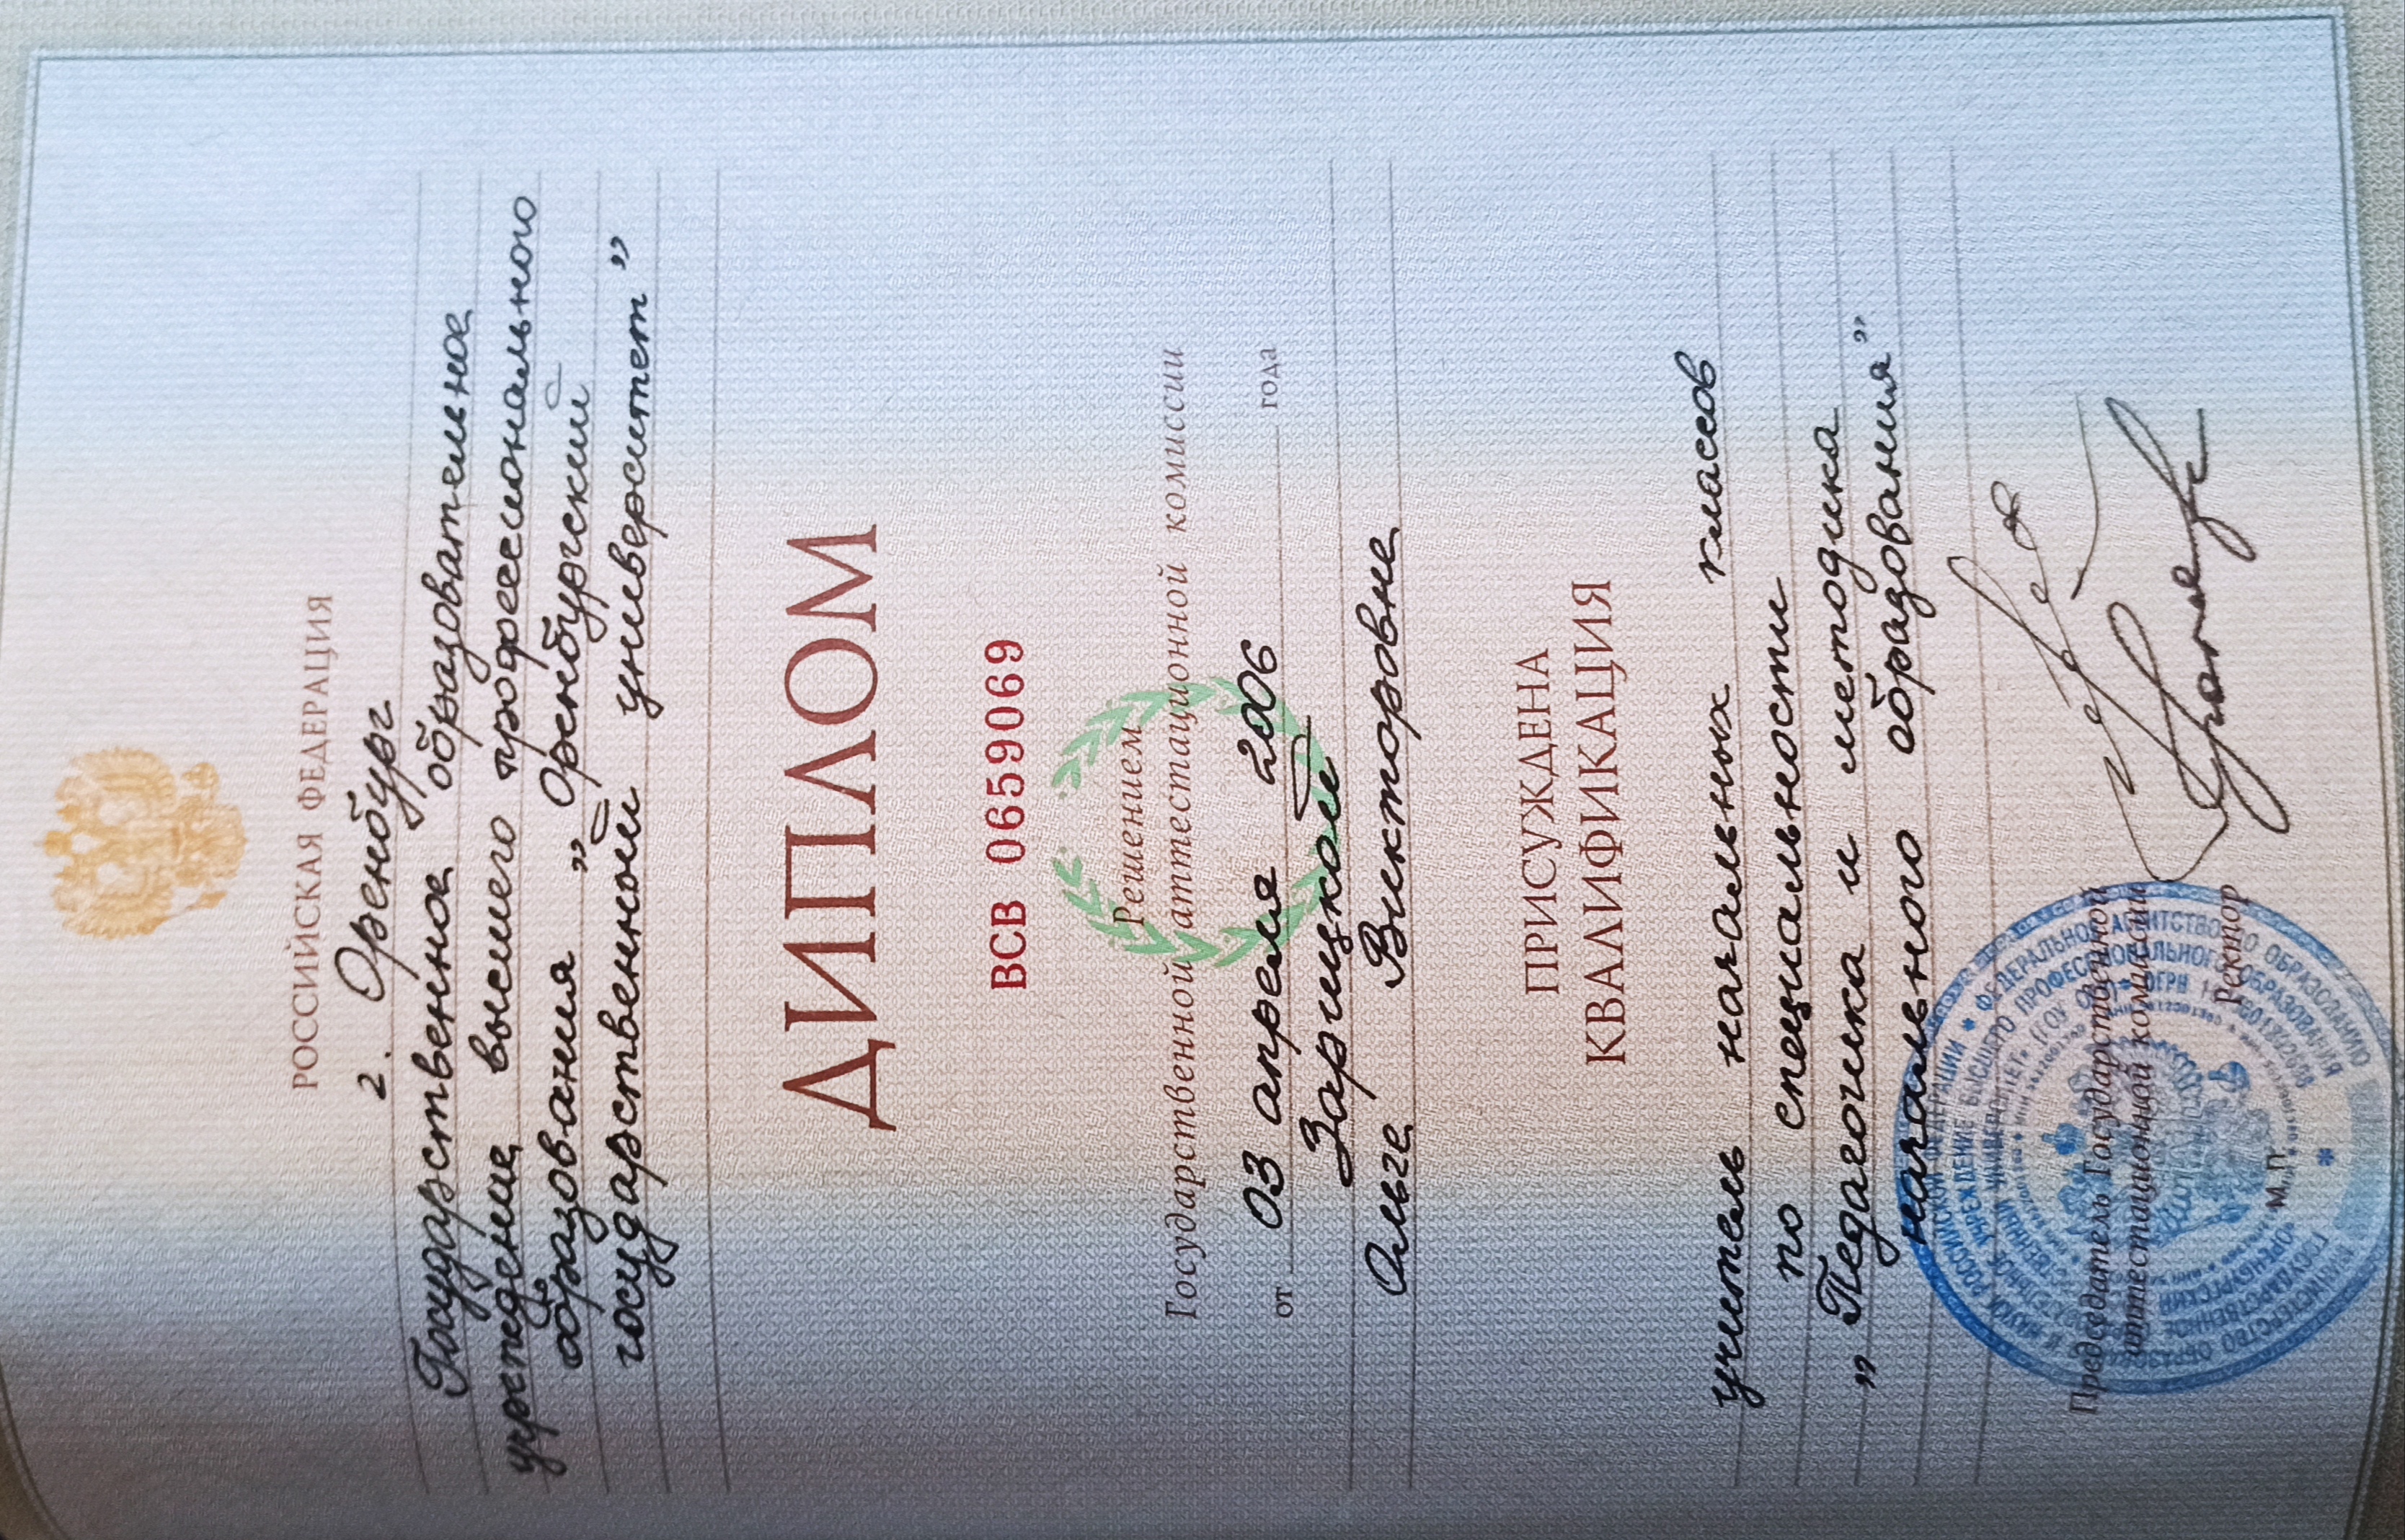 РОССИЙСКАЯ ФЕДЕРАЦИЯ
г. Оренбург
Государственное образовательное
учреждение высшего профессионального
образования „Оренбургский
государственный университет”
ДИПЛОМ
ВСВ 0659069
Решением
Государственной аттестационной комиссии
от 03 апреля 2006 года
Зарицкой
Ольге Викторовне
ПРИСУЖДЕНА
КВАЛИФИКАЦИЯ
учитель начальных классов
по специальности
„Педагогика и методика
начального образования”
Председатель Государственной
аттестационной комиссии
Ректор
М.П.